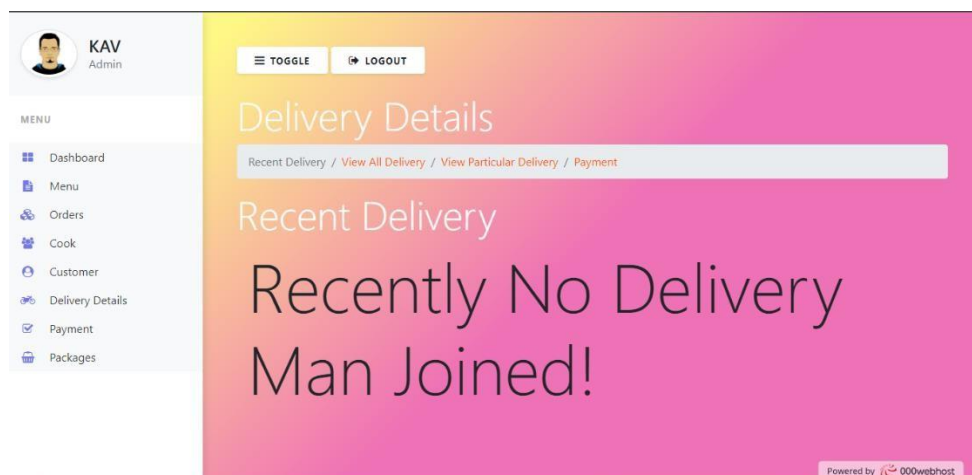 KAV
Admin
MENU
Dashboard
Menu
Orders
Cook
Customer
Delivery Details
Payment
Packages
TOGGLE
LOGOUT
Delivery Details
Recent Delivery / View All Delivery / View Particular Delivery / Payment
Recent Delivery
Recently No Delivery
Man Joined!
Powered by 000webhost